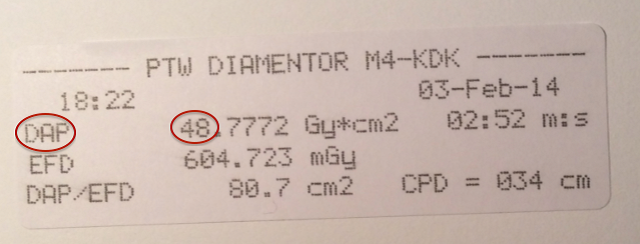 ------- PTW DIAMENTOR M4-KDK -------
18:22 03-Feb-14
DAP 48.7772 Gy*cm2 02:52 m:s
EFD 604.723 mGy
DAP/EFD 80.7 cm2 CPD = 034 cm